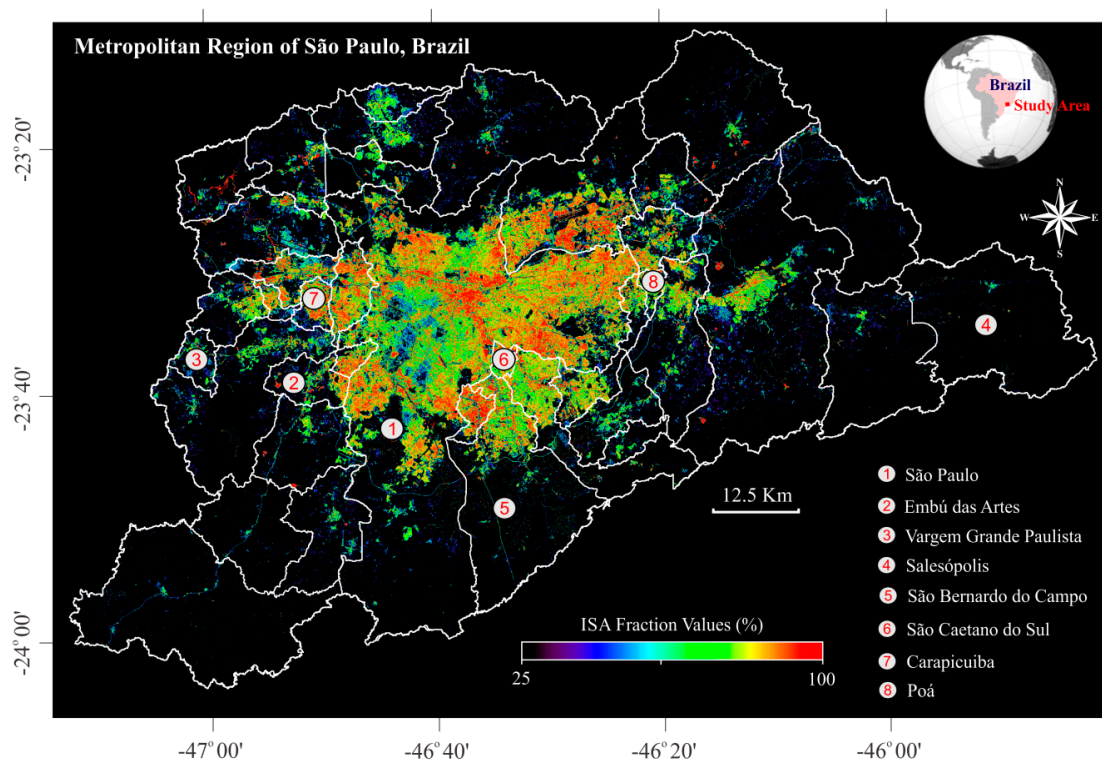 Metropolitan Region of São Paulo, Brazil
Brazil
Study Area
N
W E
S
-23°20'
-23°40'
-24°00'
8
7
4
3
6
2
1
5
12.5 Km
1 São Paulo
2 Embú das Artes
3 Vargem Grande Paulista
4 Salesópolis
5 São Bernardo do Campo
6 São Caetano do Sul
7 Carapicuiba
8 Poá
ISA Fraction Values (%)
25 100
-47°00' -46°40' -46°20' -46°00'